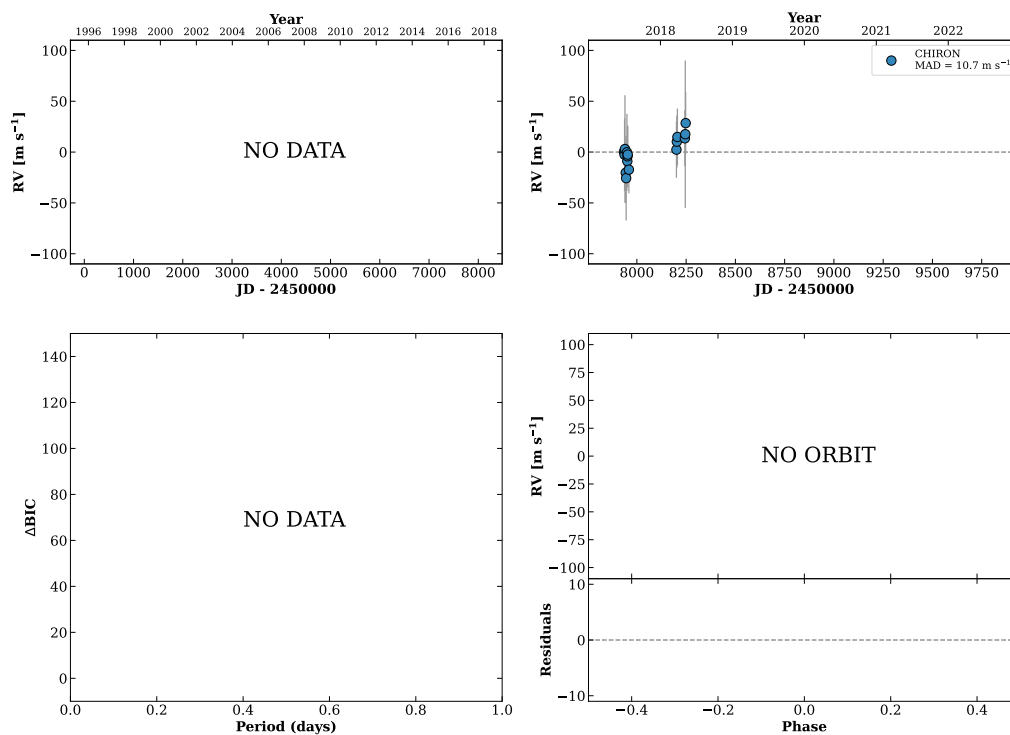 Year
1996 1998 2000 2002 2004 2006 2008 2010 2012 2014 2016 2018
100
50
0
−50
−100
RV [m s⁻¹]
NO DATA
0 1000 2000 3000 4000 5000 6000 7000 8000
JD - 2450000
Year
2018 2019 2020 2021 2022
100
50
0
−50
−100
RV [m s⁻¹]
CHIRON
MAD = 10.7 m s⁻¹
8000 8250 8500 8750 9000 9250 9500 9750
JD - 2450000
140
120
100
80
60
40
20
0
ΔBIC
NO DATA
0.0 0.2 0.4 0.6 0.8 1.0
Period (days)
100
75
50
25
0
−25
−50
−75
−100
RV [m s⁻¹]
NO ORBIT
10
0
−10
Residuals
−0.4 −0.2 0.0 0.2 0.4
Phase